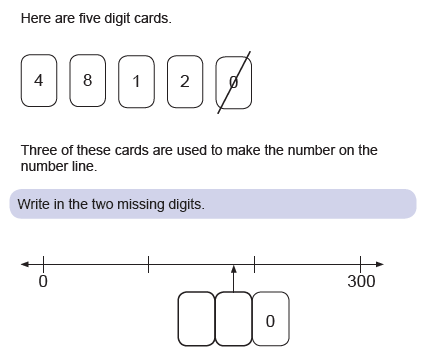 Here are five digit cards.
4 8 1 2 0
Three of these cards are used to make the number on the
number line.
Write in the two missing digits.
0 300
0